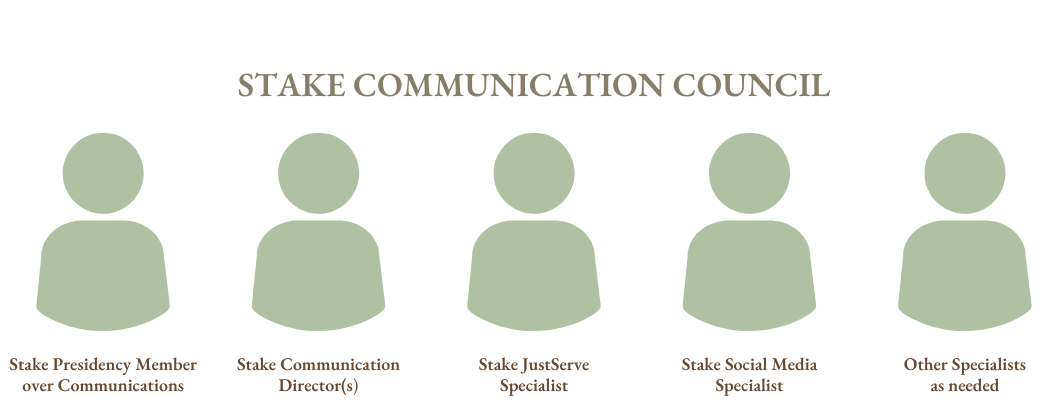 STAKE COMMUNICATION COUNCIL
Stake Presidency Member
over Communications
Stake Communication
Director(s)
Stake JustServe
Specialist
Stake Social Media
Specialist
Other Specialists
as needed